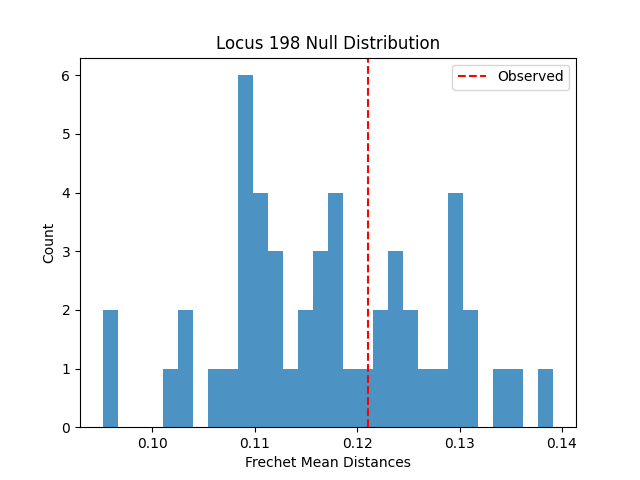 Locus 198 Null Distribution
Observed
Count
6
5
4
3
2
1
0
0.10 0.11 0.12 0.13 0.14
Frechet Mean Distances